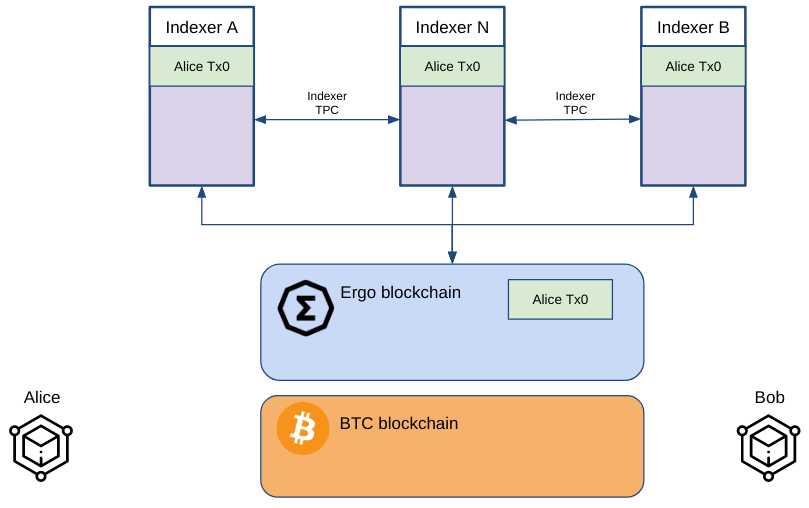 Indexer A
Indexer N
Indexer B
Alice Tx0
Alice Tx0
Alice Tx0
Indexer
TPC
Indexer
TPC
Σ
Ergo blockchain
Alice Tx0
Alice
Bob
BTC blockchain